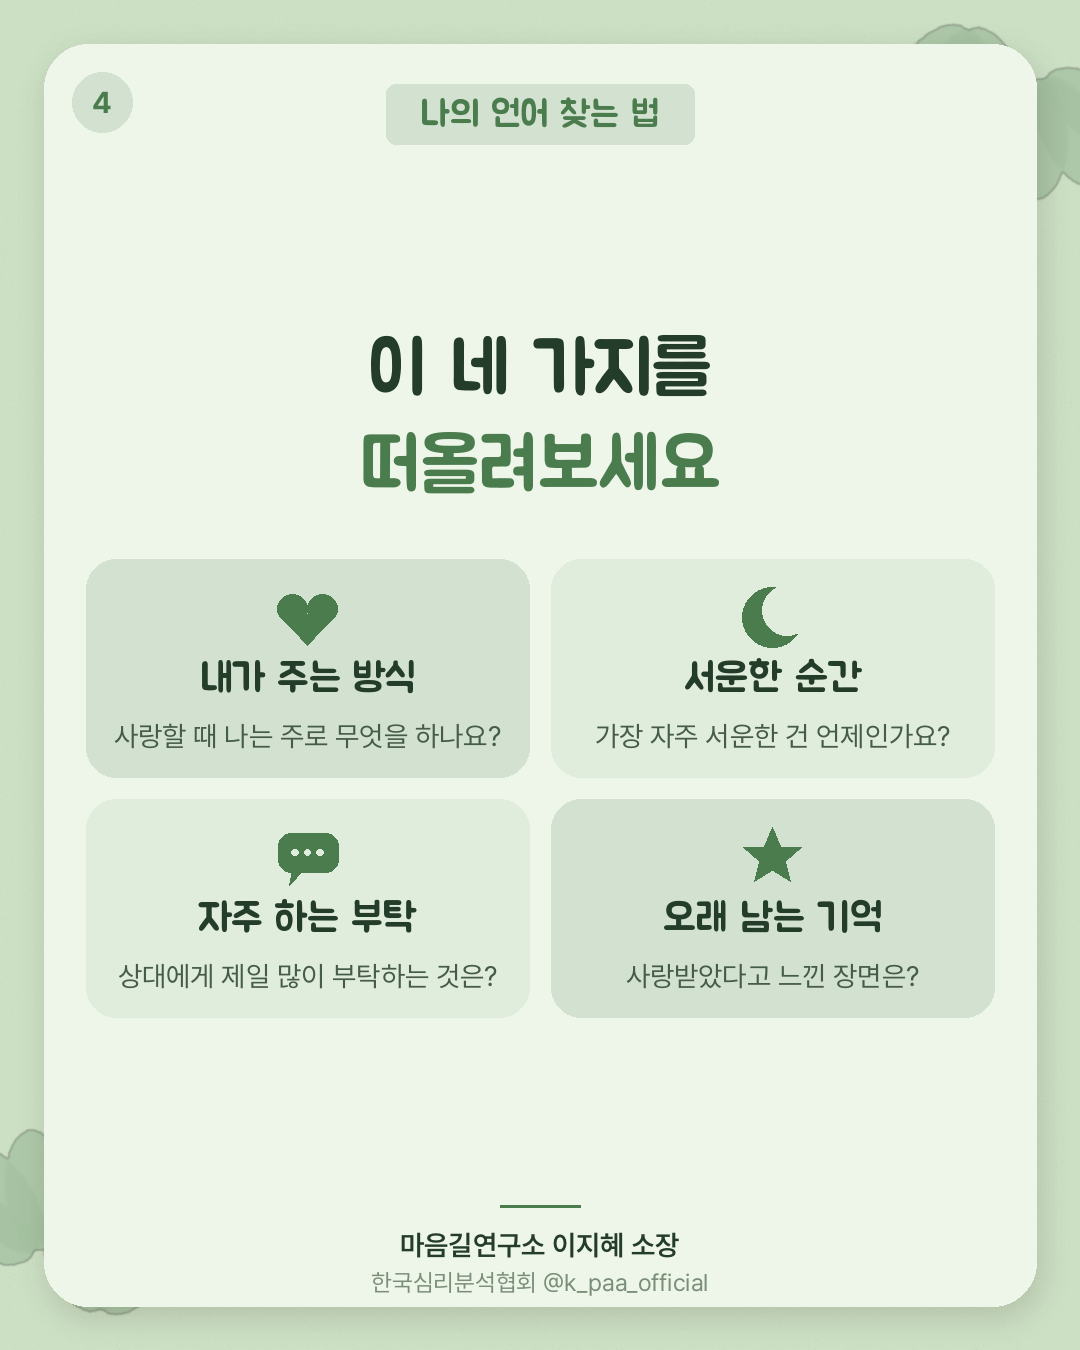 4
나의 언어 찾는 법
이 네 가지를
떠올려보세요
내가 주는 방식
사랑할 때 나는 주로 무엇을 하나요?
서운한 순간
가장 자주 서운한 건 언제인가요?
자주 하는 부탁
상대에게 제일 많이 부탁하는 것은?
오래 남는 기억
사랑받았다고 느낀 장면은?
마음길연구소 이지혜 소장
한국심리분석협회 @k_paa_official